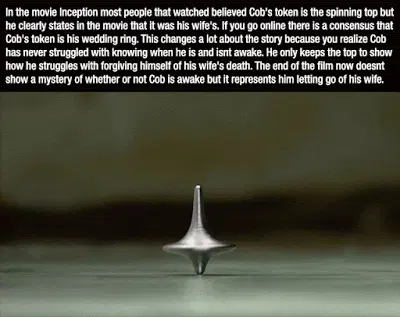 In the movie Inception most people that watched believed Cob's token is the spinning top but
he clearly states in the movie that it was his wife's. if you go online there is a consensus that
Cob's token is his wedding ring. This changes a lot about the story because you realize Cob
has never struggled with knowing when he is and isnt awake. He only keeps the top to show
how he struggles with forgiving himself of his wife's death. The end of the film now doesnt
show a mystery of whether or not Cob is awake but it represents him letting go of his wife.